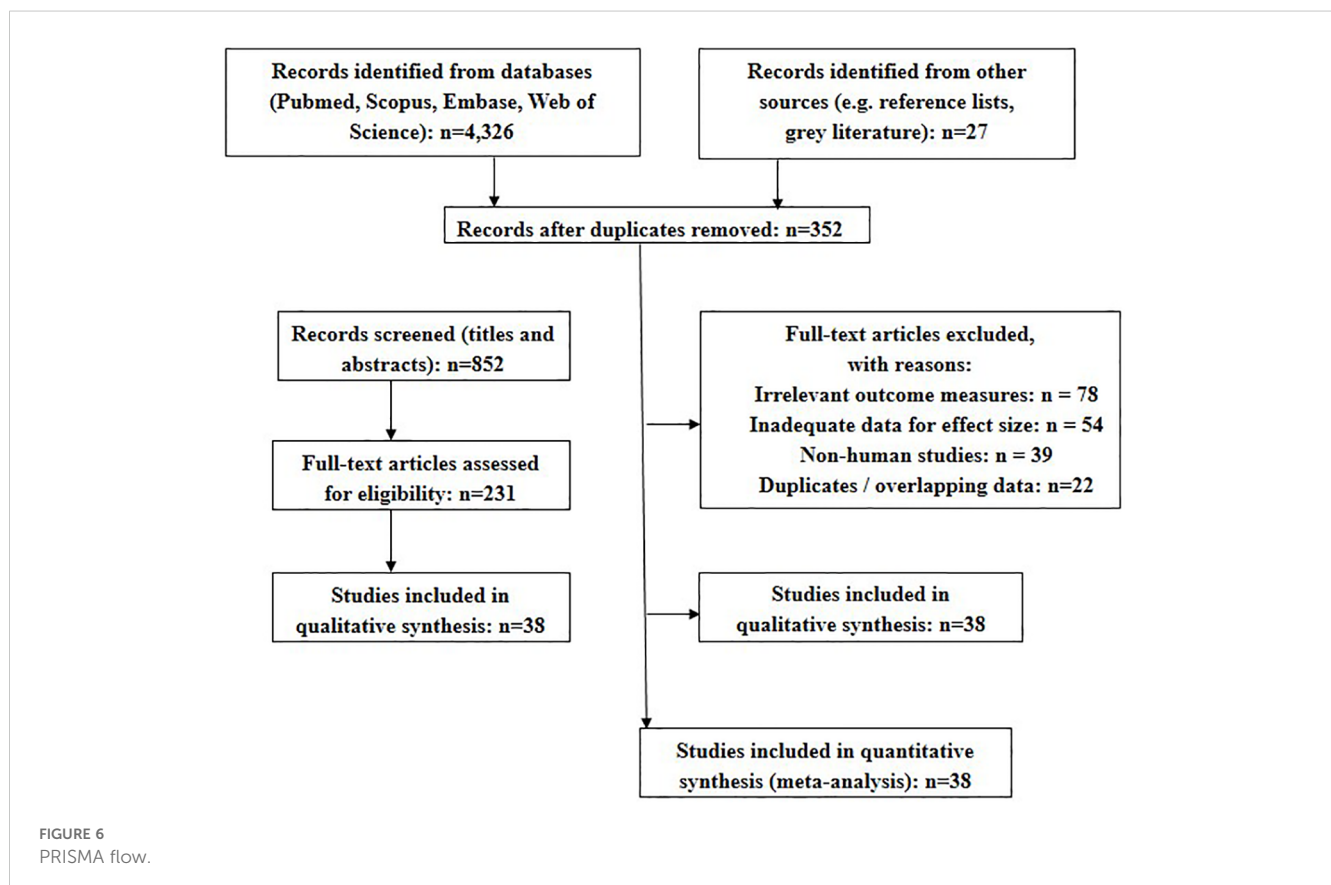 Records identified from databases
(Pubmed, Scopus, Embase, Web of
Science): n=4,326
Records identified from other
sources (e.g. reference lists,
grey literature): n=27
Records after duplicates removed: n=352
Records screened (titles and
abstracts): n=852
Full-text articles assessed
for eligibility: n=231
Studies included in
qualitative synthesis: n=38
Full-text articles excluded,
with reasons:
Irrelevant outcome measures: n = 78
Inadequate data for effect size: n = 54
Non-human studies: n = 39
Duplicates / overlapping data: n=22
Studies included in
qualitative synthesis: n=38
Studies included in quantitative
synthesis (meta-analysis): n=38
FIGURE 6
PRISMA flow.